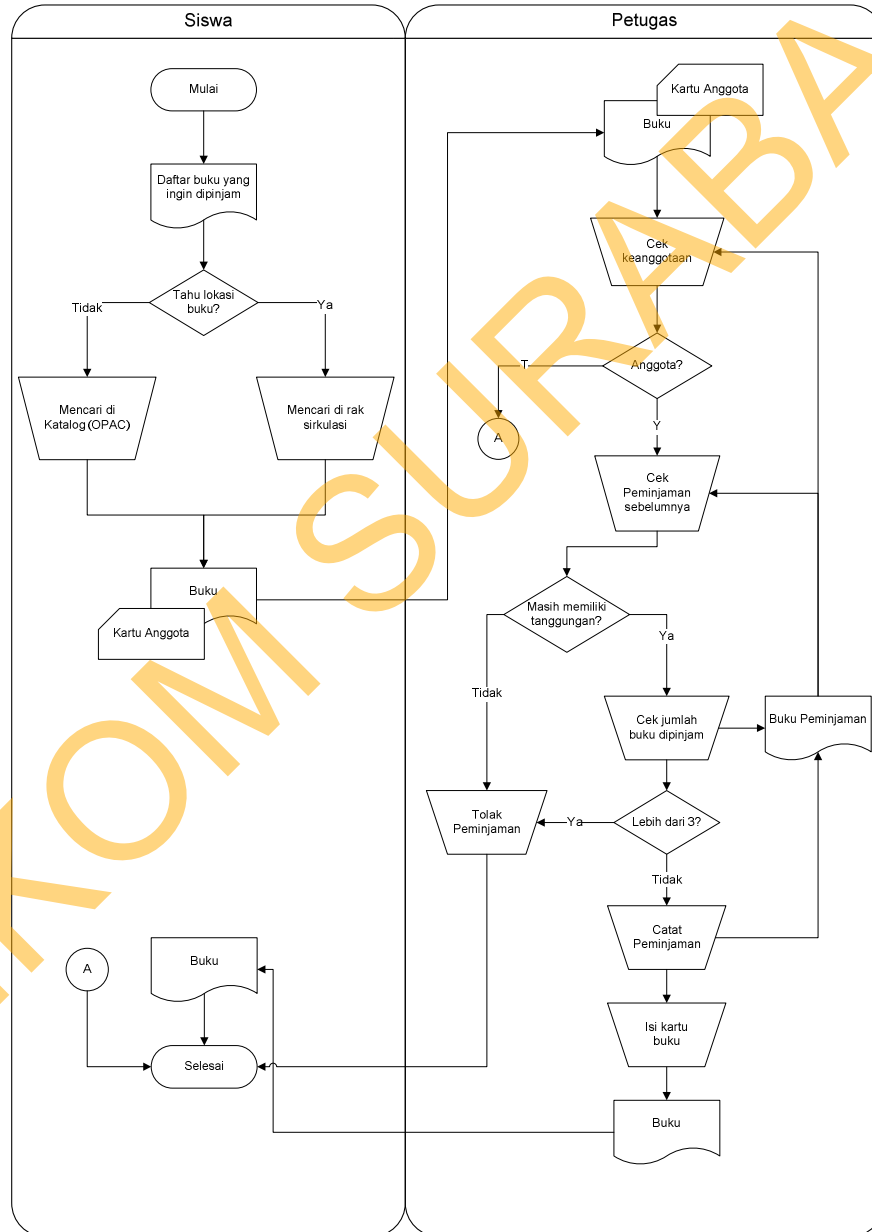 Siswa
Petugas
Mulai
Daftar buku yang
ingin dipinjam
Tahu lokasi
buku?
Tidak
Ya
Mencari di
Katalog (OPAC)
Mencari di rak
sirkulasi
Buku
Kartu Anggota
Kartu Anggota
Buku
Cek
keanggotaan
Anggota?
T
A
Y
Cek
Peminjaman
sebelumnya
Masih memiliki
tanggungan?
Ya
Tidak
Cek jumlah
buku dipinjam
Buku Peminjaman
Tolak
Peminjaman
Ya
Lebih dari 3?
Tidak
Catat
Peminjaman
Isi kartu
buku
Buku
A
Buku
Selesai
KOM SURABA